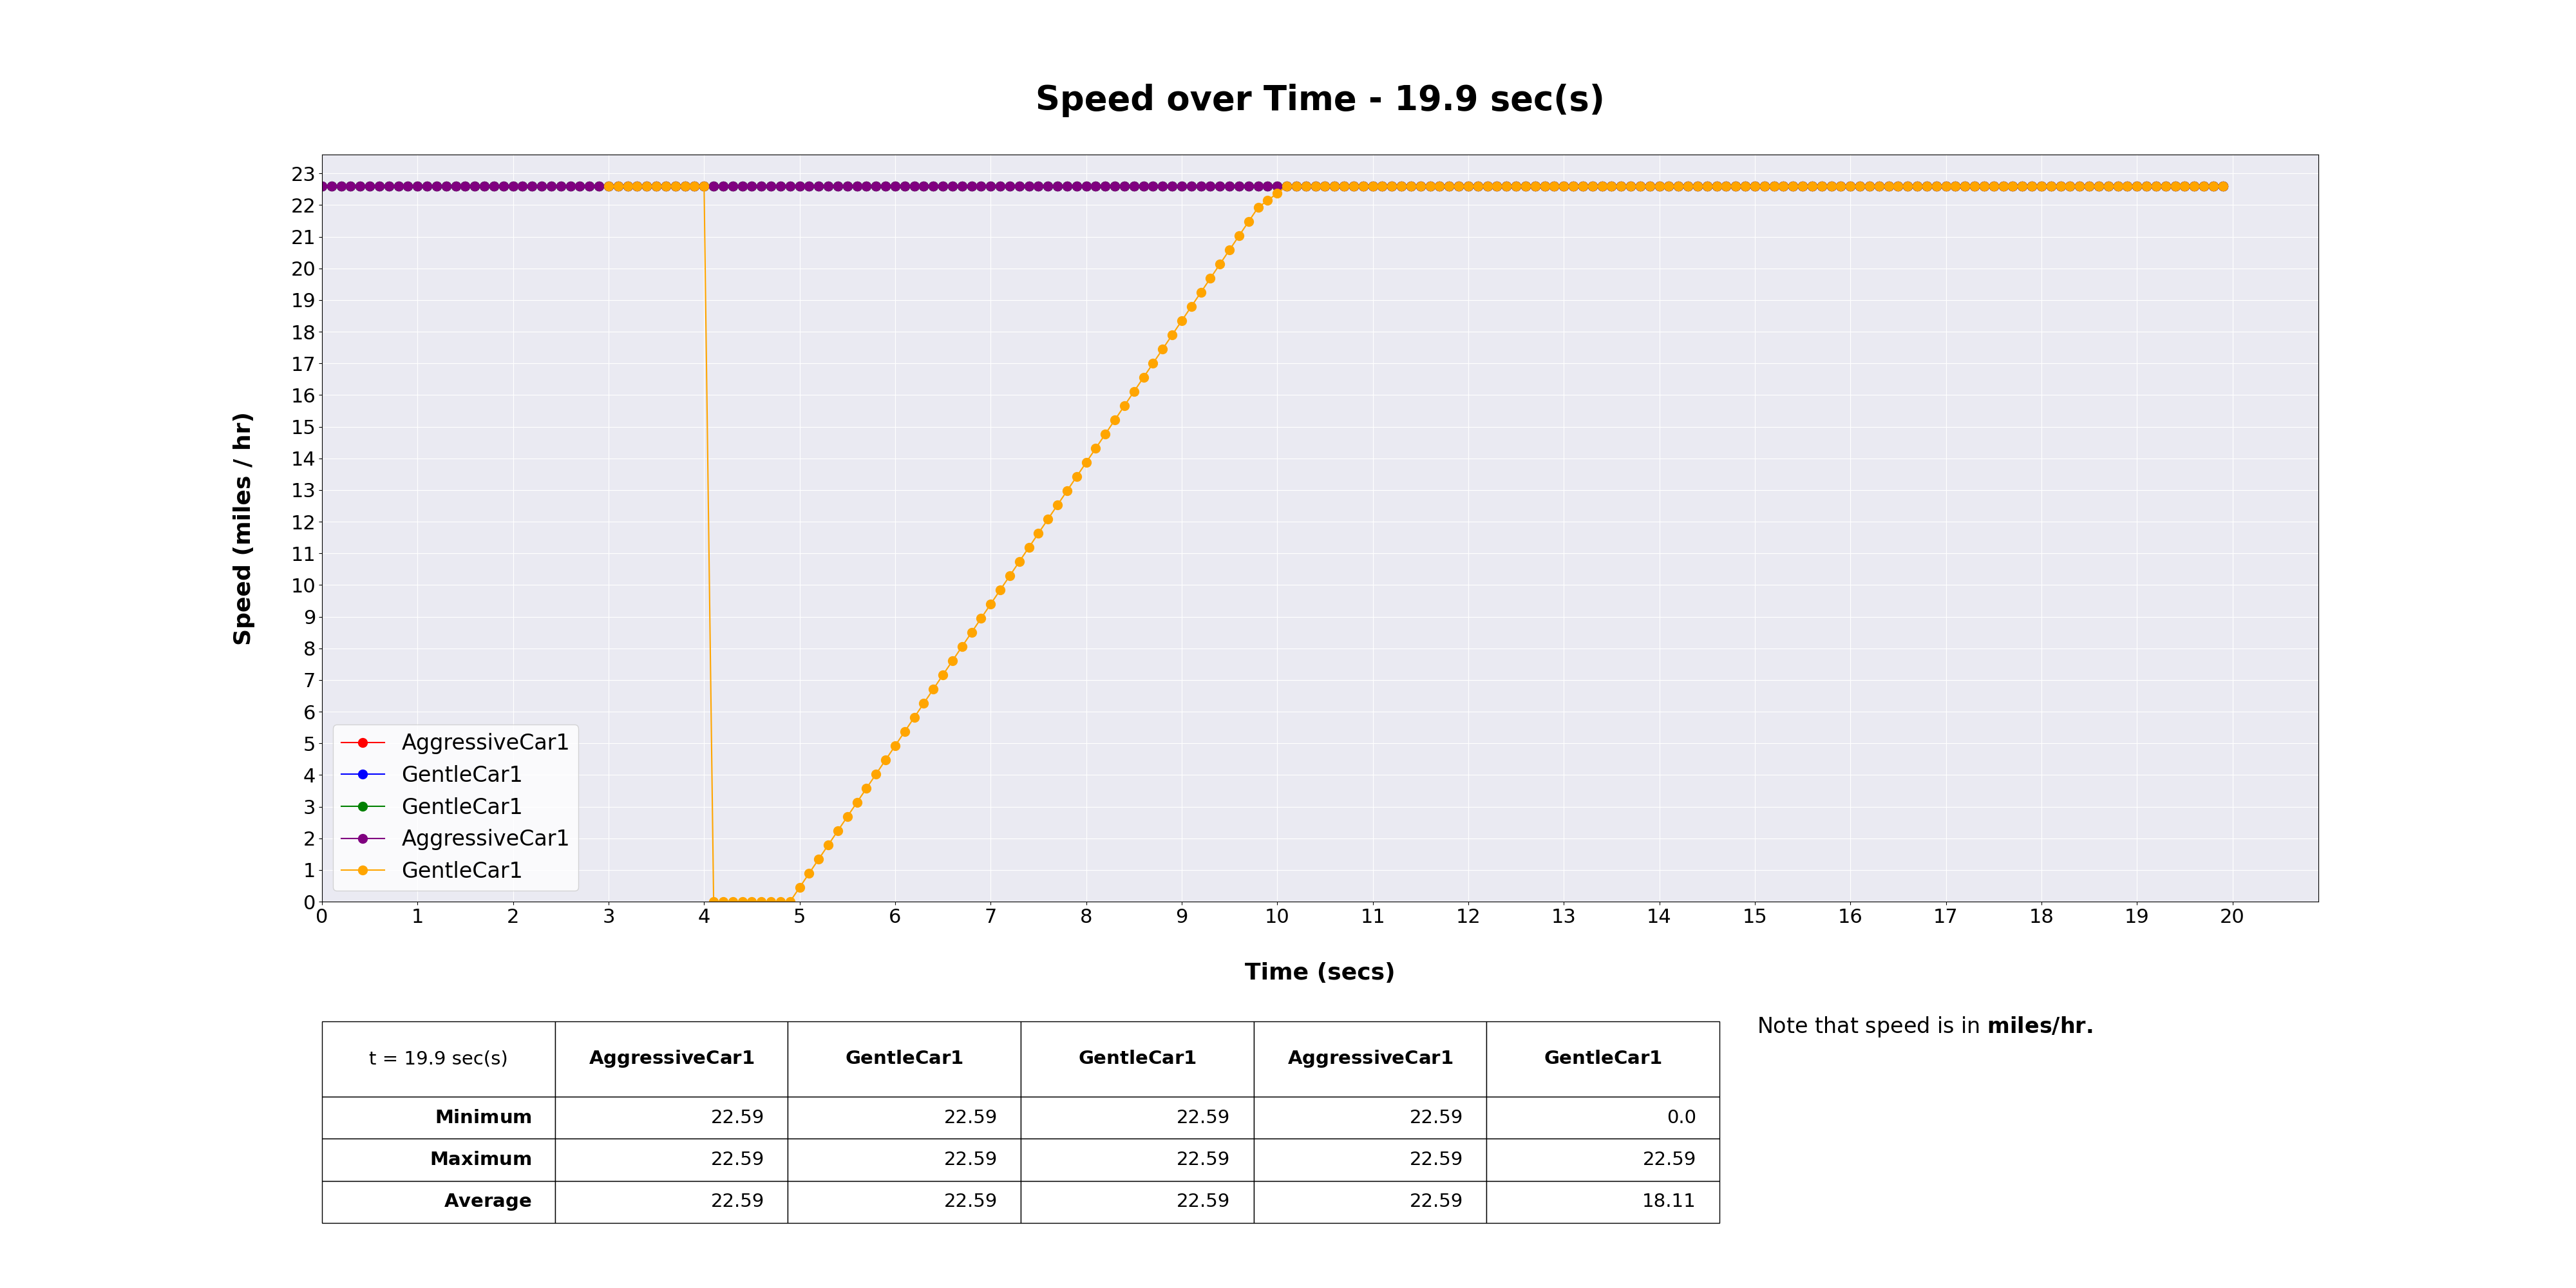 Speed over Time - 19.9 sec(s)
Speed (miles / hr)
23
22
21
20
19
18
17
16
15
14
13
12
11
10
9
8
7
6
5
4
3
2
1
0
AggressiveCar1
GentleCar1
GentleCar1
AggressiveCar1
GentleCar1
0 1 2 3 4 5 6 7 8 9 10 11 12 13 14 15 16 17 18 19 20
Time (secs)
Note that speed is in miles/hr.
t = 19.9 sec(s) AggressiveCar1 GentleCar1 GentleCar1 AggressiveCar1 GentleCar1
Minimum 22.59 22.59 22.59 22.59 0.0
Maximum 22.59 22.59 22.59 22.59 22.59
Average 22.59 22.59 22.59 22.59 18.11